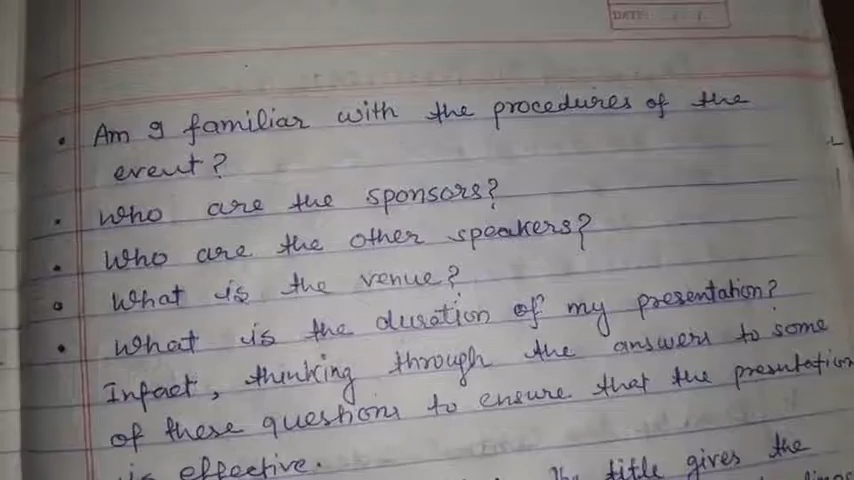 DATE:
• Am I familiar with the procedures of the
event?
• Who are the sponsors?
• Who are the other speakers?
• What is the venue?
• What is the duration of my presentation?
Infact, thinking through the answers to some
of these questions to ensure that the presentation
is effective.
The title gives the